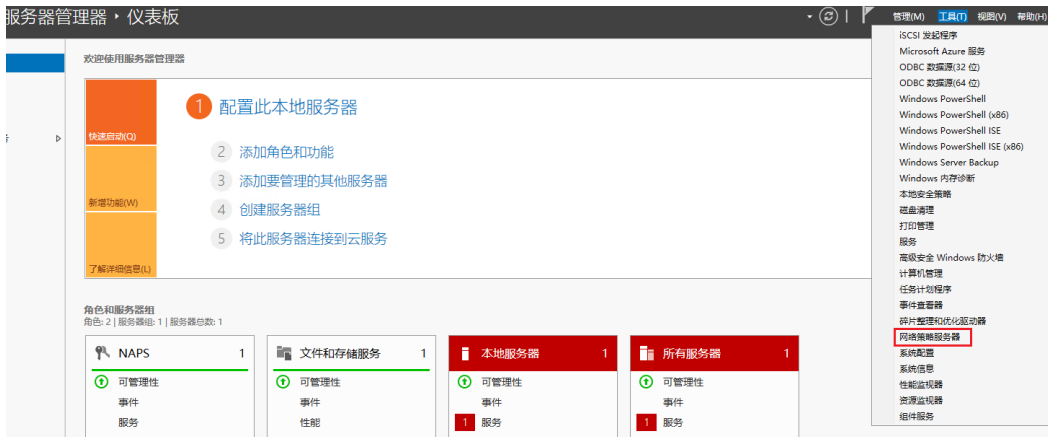 服务器管理器 · 仪表板
管理(M) 工具(T) 视图(V) 帮助(H)
欢迎使用服务器管理器
快速启动(Q)
新增功能(W)
了解详细信息(L)
1 配置此本地服务器
2 添加角色和功能
3 添加要管理的其他服务器
4 创建服务器组
5 将此服务器连接到云服务
角色和服务器组
角色: 2 | 服务器组: 1 | 服务器总数: 1
NAPS 1
可管理性
事件
服务
文件和存储服务 1
可管理性
事件
性能
本地服务器 1
可管理性
事件
1 服务
所有服务器 1
可管理性
事件
1 服务
iSCSI 发起程序
Microsoft Azure 服务
ODBC 数据源(32 位)
ODBC 数据源(64 位)
Windows PowerShell
Windows PowerShell (x86)
Windows PowerShell ISE
Windows PowerShell ISE (x86)
Windows Server Backup
Windows 内存诊断
本地安全策略
磁盘清理
打印管理
服务
高级安全 Windows 防火墙
计算机管理
任务计划程序
事件查看器
碎片整理和优化驱动器
网络策略服务器
系统配置
系统信息
性能监视器
资源监视器
组件服务